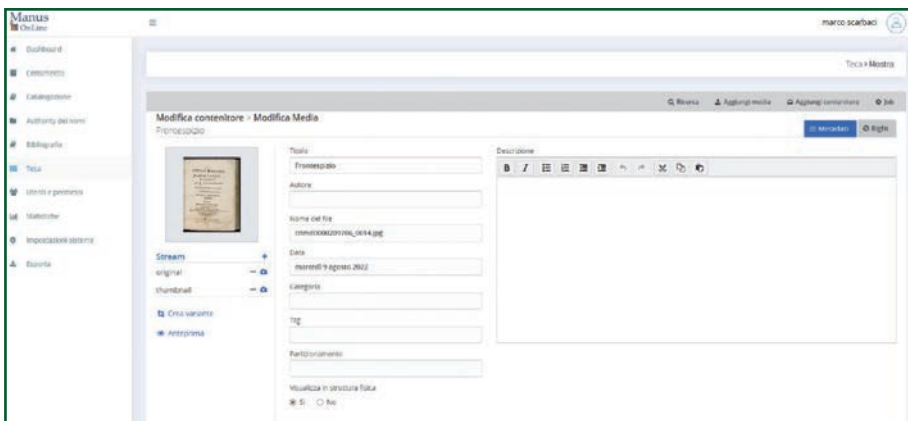 Manus
OnLine
marco scarbaci
Dashboard
Censimento
Catalogazione
Authority dei nomi
Bibliografia
Teca
Utenti e permessi
Statistiche
Impostazioni sistema
Esporta
Teca > Mostra
Ricerca Aggiungi media Aggiungi contenitore Job
Modifica contenitore > Modifica Media
Frontespizio
Metadati Right
Stream +
original
thumbnail
Crea variante
Anteprima
Titolo
Frontespizio
Autore
Nome del file
Data
martedì 9 agosto 2022
Categoria
Tag
Partizionamento
Visualizza in struttura fisica
Sì No
Descrizione
B I